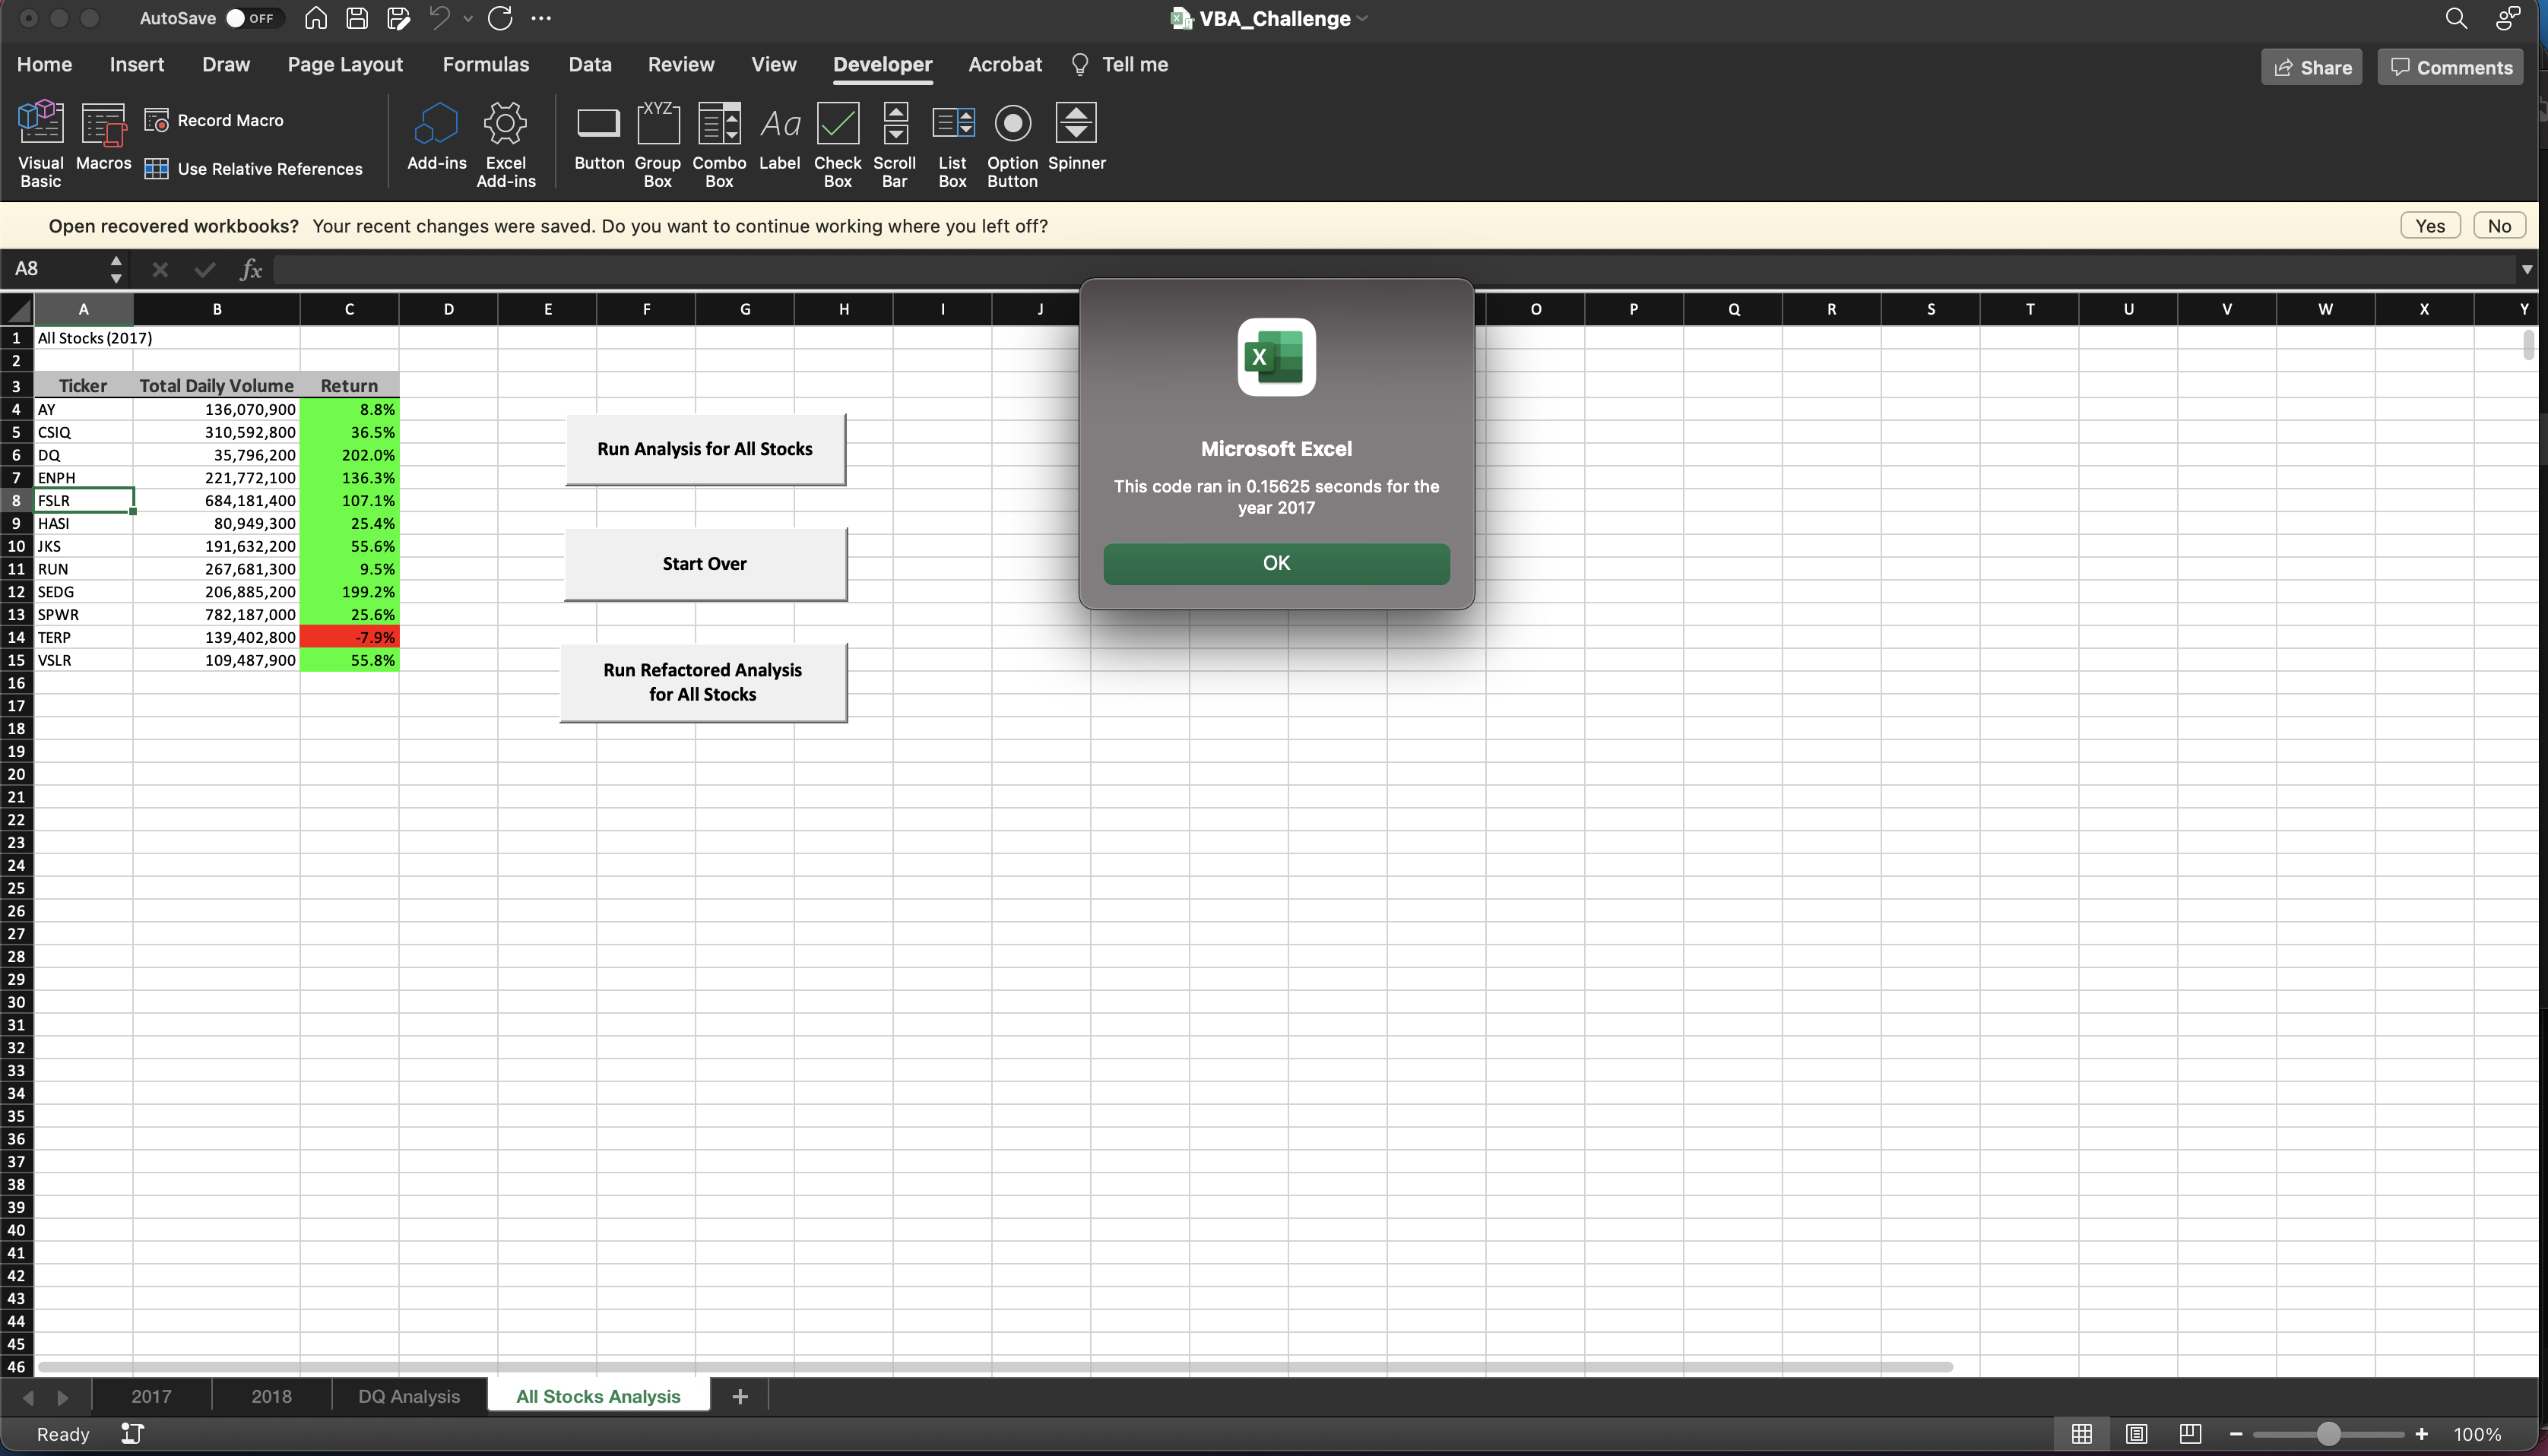 AutoSave OFF
VBA_Challenge
Home Insert Draw Page Layout Formulas Data Review View Developer Acrobat Tell me
Share Comments
Visual Basic
Macros
Record Macro
Use Relative References
Add-ins
Excel Add-ins
Button
XYZ
Group Box
Combo Box
Aa
Label
Check Box
Scroll Bar
List Box
Option Button
Spinner
Open recovered workbooks? Your recent changes were saved. Do you want to continue working where you left off?
Yes No
A8 fx
A B C D E F G H I J O P Q R S T U V W X Y
1 All Stocks (2017)
2
3 Ticker Total Daily Volume Return
4 AY 136,070,900 8.8%
5 CSIQ 310,592,800 36.5%
6 DQ 35,796,200 202.0%
7 ENPH 221,772,100 136.3%
8 FSLR 684,181,400 107.1%
9 HASI 80,949,300 25.4%
10 JKS 191,632,200 55.6%
11 RUN 267,681,300 9.5%
12 SEDG 206,885,200 199.2%
13 SPWR 782,187,000 25.6%
14 TERP 139,402,800 -7.9%
15 VSLR 109,487,900 55.8%
16
17
18
19
20
21
22
23
24
25
26
27
28
29
30
31
32
33
34
35
36
37
38
39
40
41
42
43
44
45
46
Run Analysis for All Stocks
Start Over
Run Refactored Analysis
for All Stocks
X
Microsoft Excel
This code ran in 0.15625 seconds for the
year 2017
OK
2017 2018 DQ Analysis All Stocks Analysis +
Ready
100%